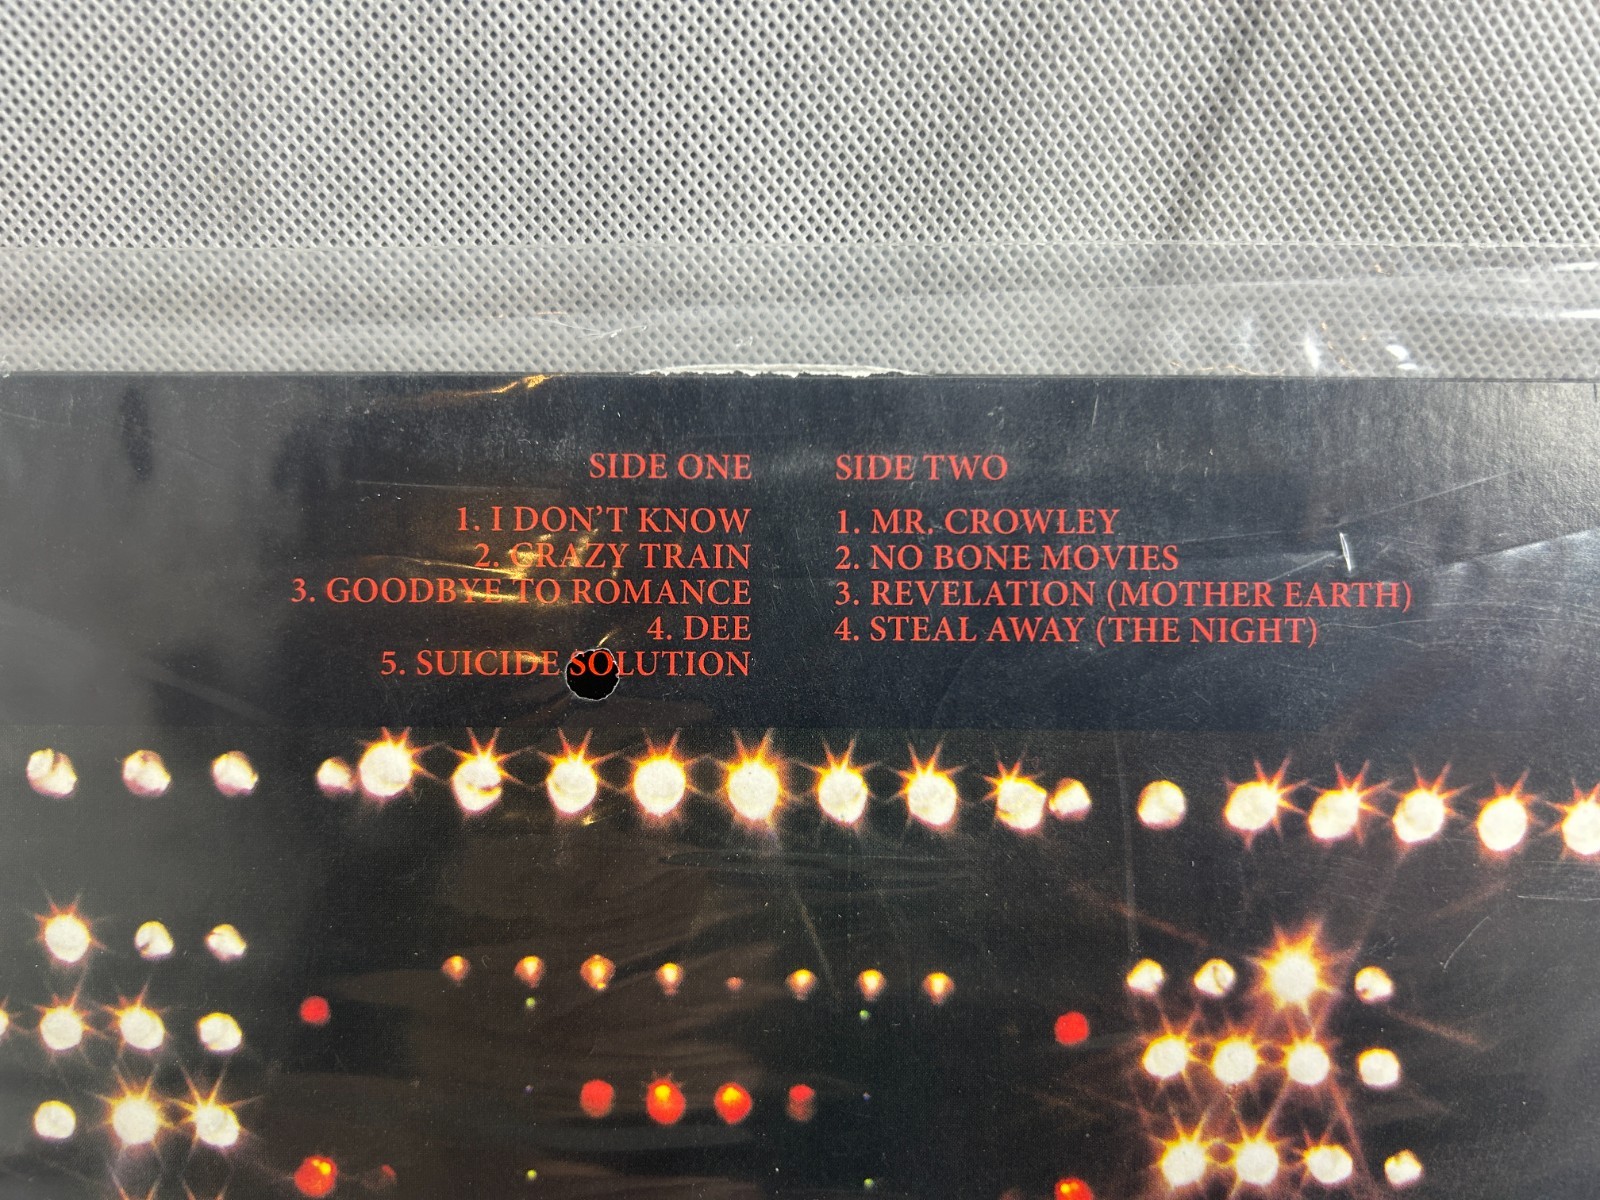 SIDE ONE
1. I DON'T KNOW
2. CRAZY TRAIN
3. GOODBYE TO ROMANCE
4. DEE
5. SUICIDE SOLUTION
SIDE TWO
1. MR. CROWLEY
2. NO BONE MOVIES
3. REVELATION (MOTHER EARTH)
4. STEAL AWAY (THE NIGHT)